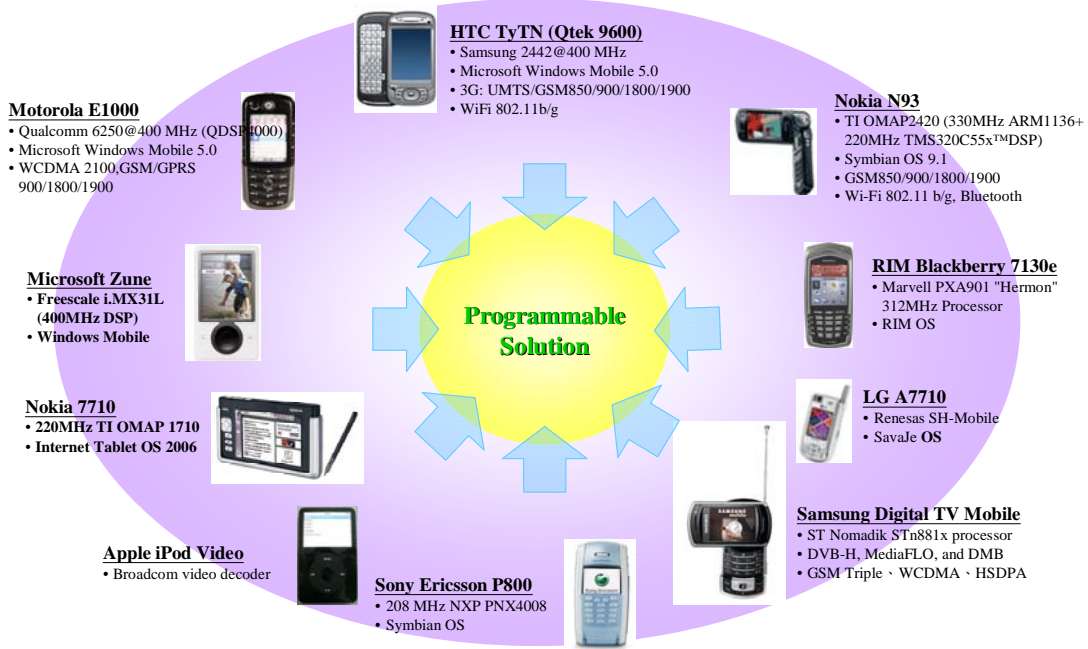 HTC TyTN (Qtek 9600)
• Samsung 2442@400 MHz
• Microsoft Windows Mobile 5.0
• 3G: UMTS/GSM850/900/1800/1900
• WiFi 802.11b/g
Motorola E1000
• Qualcomm 6250@400 MHz (QDSP4000)
• Microsoft Windows Mobile 5.0
• WCDMA 2100,GSM/GPRS
900/1800/1900
Nokia N93
• TI OMAP2420 (330MHz ARM1136+
220MHz TMS320C55x™DSP)
• Symbian OS 9.1
• GSM850/900/1800/1900
• Wi-Fi 802.11 b/g, Bluetooth
Microsoft Zune
• Freescale i.MX31L
(400MHz DSP)
• Windows Mobile
Programmable
Solution
RIM Blackberry 7130e
• Marvell PXA901 "Hermon"
312MHz Processor
• RIM OS
Nokia 7710
• 220MHz TI OMAP 1710
• Internet Tablet OS 2006
LG A7710
• Renesas SH-Mobile
• SavaJe OS
SAMSUNG
Samsung Digital TV Mobile
• ST Nomadik STn881x processor
• DVB-H, MediaFLO, and DMB
• GSM Triple、WCDMA、HSDPA
Apple iPod Video
• Broadcom video decoder
Sony Ericsson P800
• 208 MHz NXP PNX4008
• Symbian OS